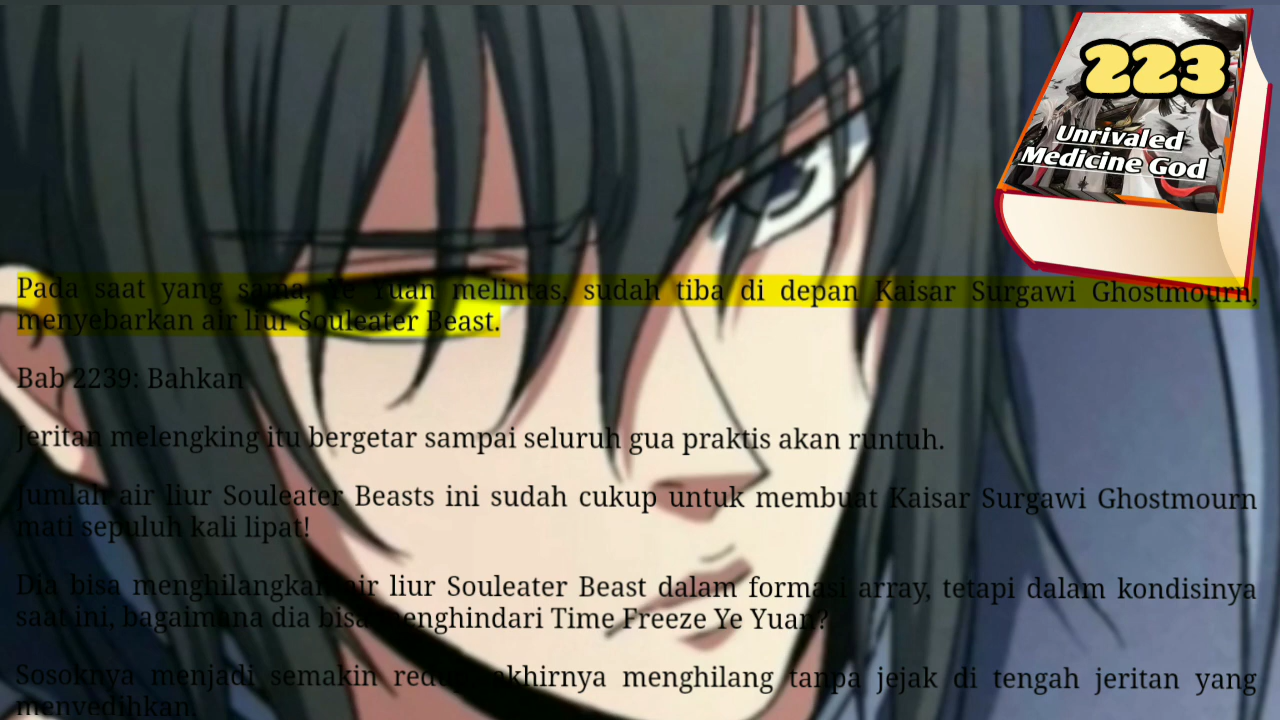 223
Unrivaled
Medicine God
Pada saat yang sama, Ye Yuan melintas, sudah tiba di depan Kaisar Surgawi Ghostmourn,
menyebarkan air liur Souleater Beast.
Bab 2239: Bahkan
Jeritan melengking itu bergetar sampai seluruh gua praktis akan runtuh.
Jumlah air liur Souleater Beasts ini sudah cukup untuk membuat Kaisar Surgawi Ghostmourn
mati sepuluh kali lipat!
Dia bisa menghilangkan air liur Souleater Beast dalam formasi array, tetapi dalam kondisinya
saat ini, bagaimana dia bisa menghindari Time Freeze Ye Yuan?
Sosoknya menjadi semakin redup, akhirnya menghilang tanpa jejak di tengah jeritan yang
menyedihkan.